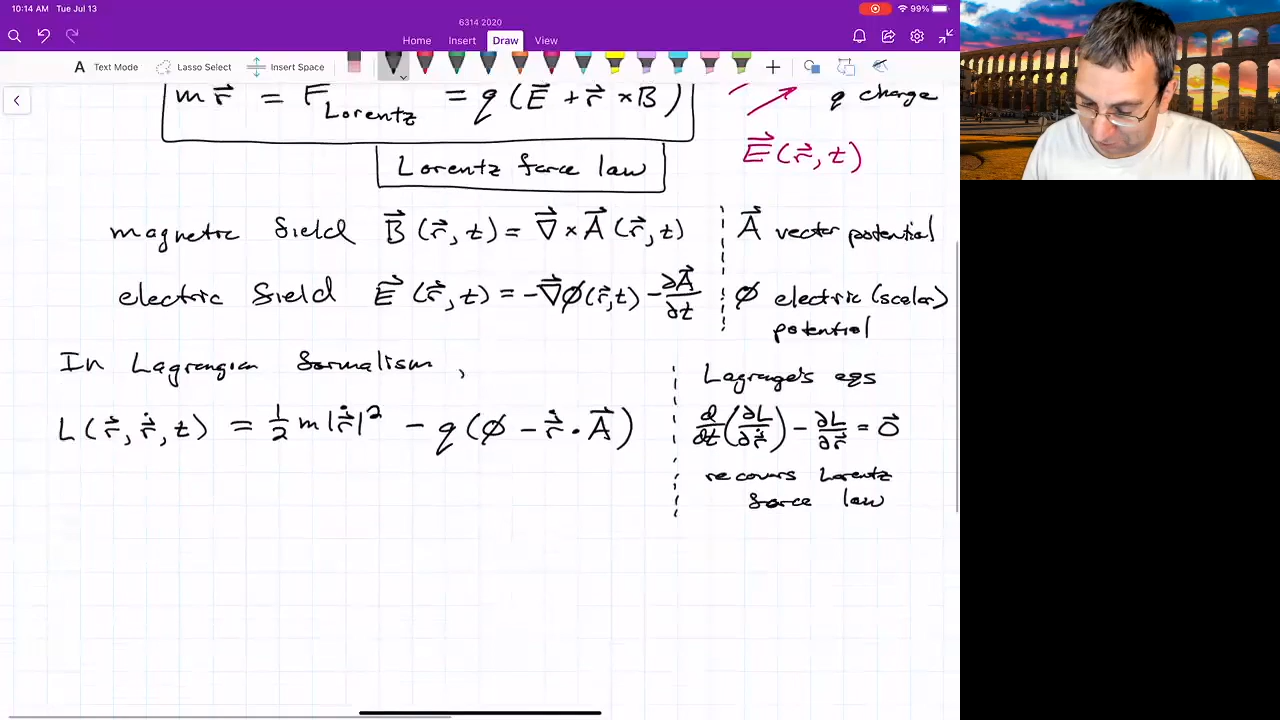 10:14 AM Tue Jul 13
99%
6314 2020
Home Insert Draw View
Text Mode Lasso Select Insert Space
m r⃗ = F_Lorentz = q (E⃗ + r⃗ × B)
q charge
Lorentz force law
E⃗(r⃗, t)
magnetic field B⃗ (r⃗, t) = ∇⃗ × A⃗ (r⃗, t)
A⃗ vector potential
electric field E⃗ (r⃗, t) = -∇⃗ϕ(r⃗, t) - ∂A⃗/∂t
ϕ electric (scalar) potential
In Lagrangian formalism,
L(r⃗, ṙ⃗, t) = ½ m |ṙ⃗|² - q (ϕ - ṙ⃗ · A⃗)
Lagrange's eqs
d/dt (∂L/∂ṙ⃗) - ∂L/∂r⃗ = 0⃗
recovers Lorentz
force law